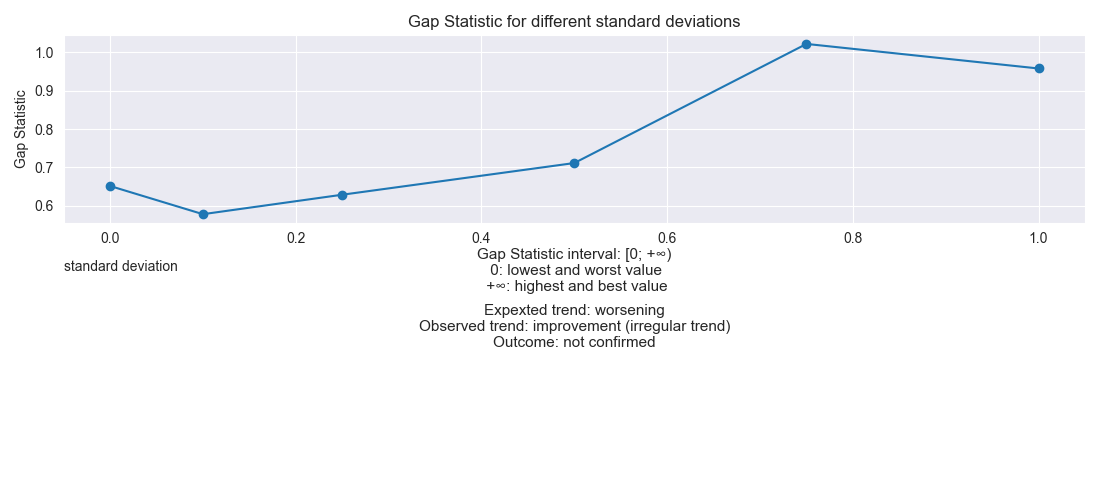 Gap Statistic for different standard deviations
Gap Statistic
1.0
0.9
0.8
0.7
0.6
0.0 0.2 0.4 0.6 0.8 1.0
standard deviation
Gap Statistic interval: [0; +∞)
0: lowest and worst value
+∞: highest and best value
Expexted trend: worsening
Observed trend: improvement (irregular trend)
Outcome: not confirmed